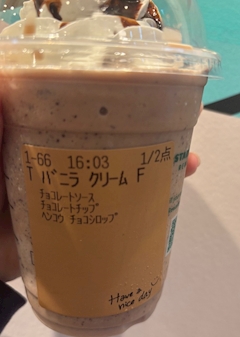 1-66 16:03 1/2点
T バニラ クリーム F
チョコレートソース
チョコレートチップ
ヘンコウ チョコシロップ
Have a
nice day